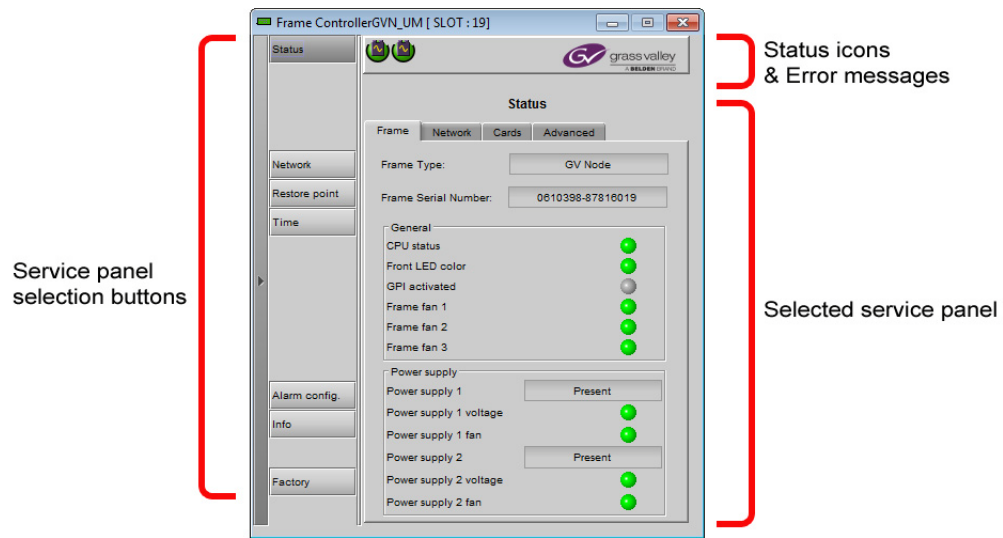 Frame ControllerGVN_UM [ SLOT : 19]
Status
grass valley
A BELDEN BRAND
Status icons
& Error messages
Status
Frame Network Cards Advanced
Network
Restore point
Time
Alarm config.
Info
Factory
Frame Type: GV Node
Frame Serial Number: 0610398-87816019
General
CPU status
Front LED color
GPI activated
Frame fan 1
Frame fan 2
Frame fan 3
Power supply
Power supply 1 Present
Power supply 1 voltage
Power supply 1 fan
Power supply 2 Present
Power supply 2 voltage
Power supply 2 fan
Service panel
selection buttons
Selected service panel